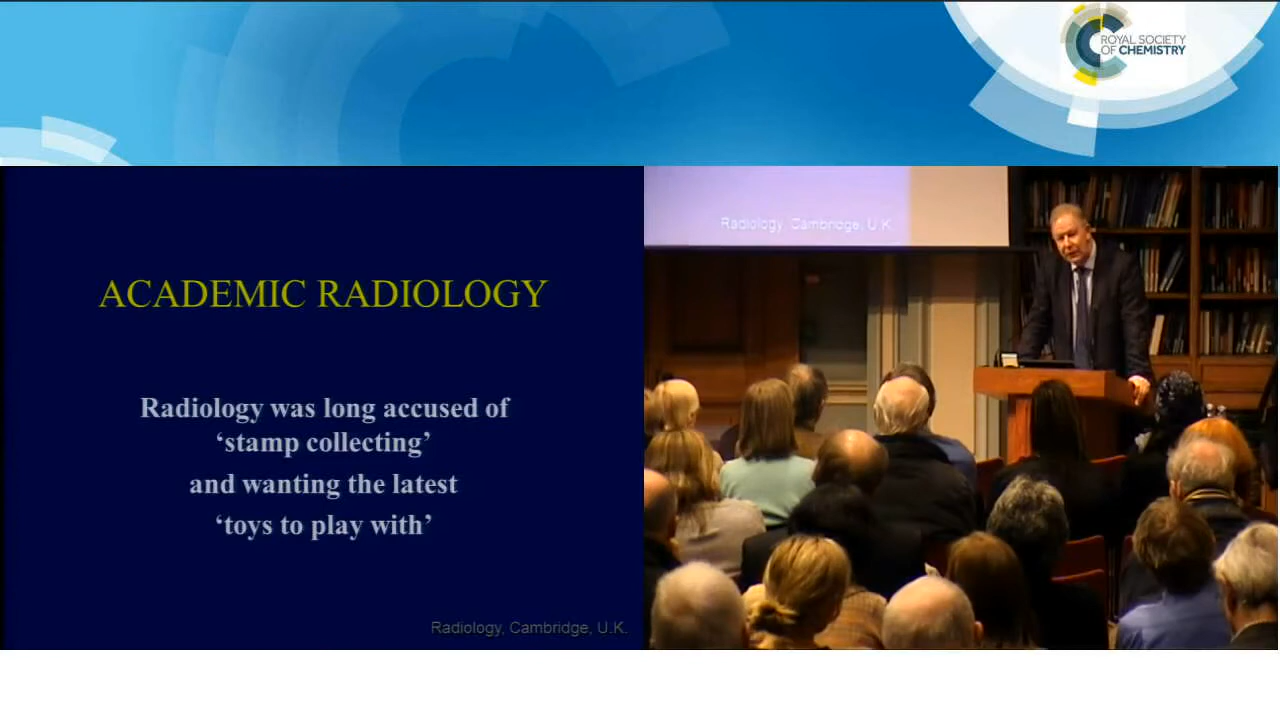 ROYAL SOCIETY
OF CHEMISTRY
ACADEMIC RADIOLOGY
Radiology was long accused of
‘stamp collecting’
and wanting the latest
‘toys to play with’
Radiology, Cambridge, U.K.
Radiology, Cambridge, U.K.